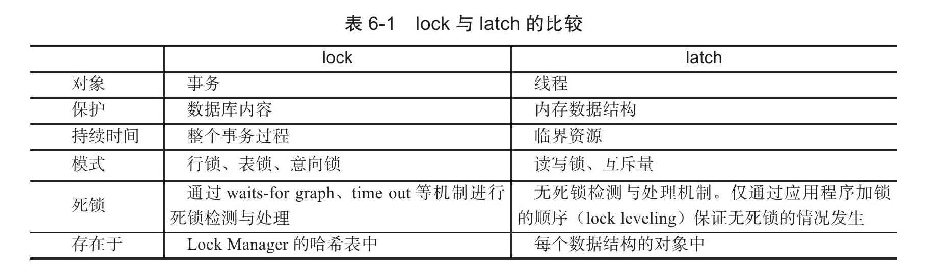 表 6-1 lock 与 latch 的比较
lock latch
对象 事务 线程
保护 数据库内容 内存数据结构
持续时间 整个事务过程 临界资源
模式 行锁、表锁、意向锁 读写锁、互斥量
死锁 通过 waits-for graph、time out 等机制进行 无死锁检测与处理机制。仅通过应用程序加锁
死锁检测与处理 的顺序（lock leveling）保证无死锁的情况发生
存在于 Lock Manager 的哈希表中 每个数据结构的对象中